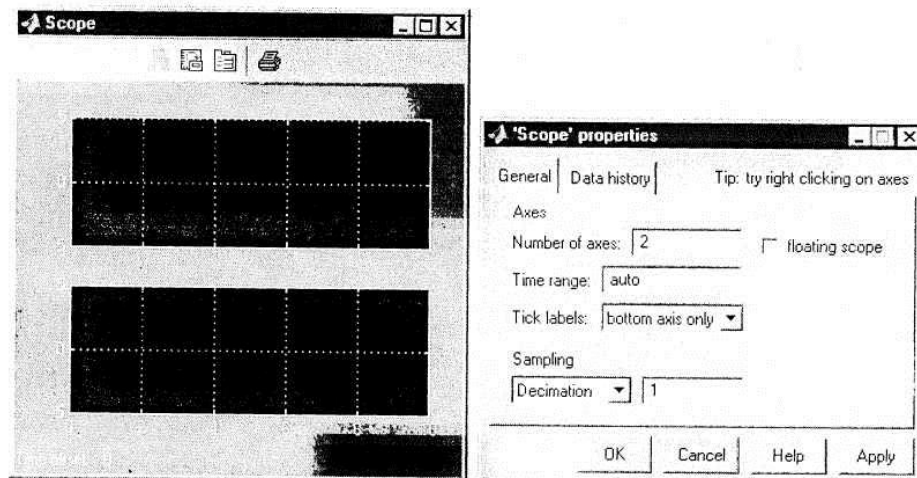 Scope
'Scope' properties
General Data history Tip: try right clicking on axes
Axes
Number of axes: 2 floating scope
Time range: auto
Tick labels: bottom axis only
Sampling
Decimation 1
OK Cancel Help Apply